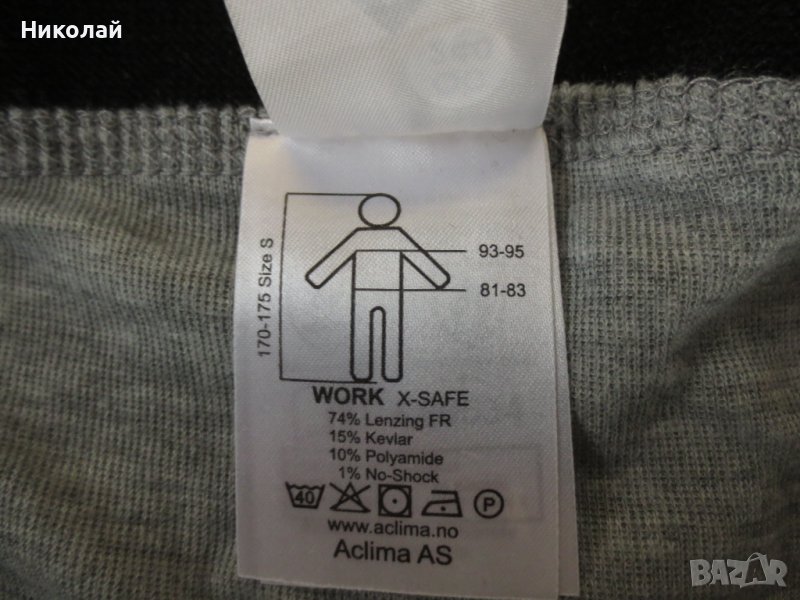 Николай
170-175 Size S
93-95
81-83
WORK X-SAFE
74% Lenzing FR
15% Kevlar
10% Polyamide
1% No-Shock
40 P
www.aclima.no
Aclima AS
BAZAR